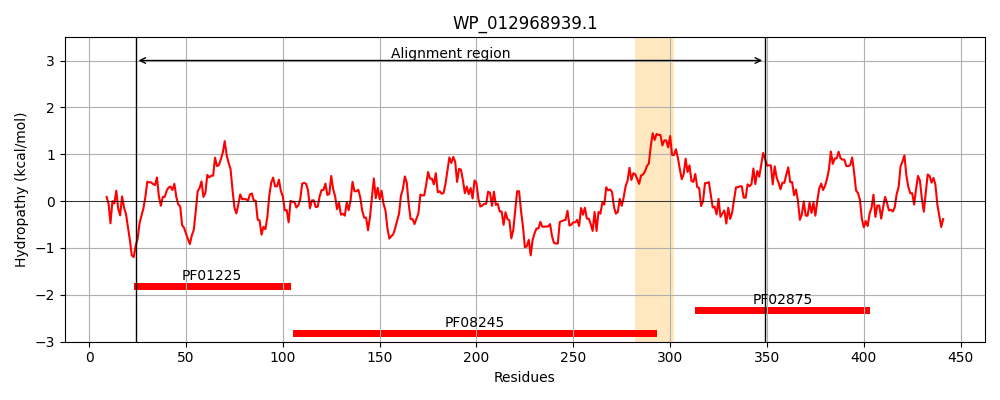 WP_012968939.1
Hydropathy (kcal/mol)
3
2
1
0
−1
−2
−3
Alignment region
PF01225
PF08245
PF02875
0 50 100 150 200 250 300 350 400 450
Residues